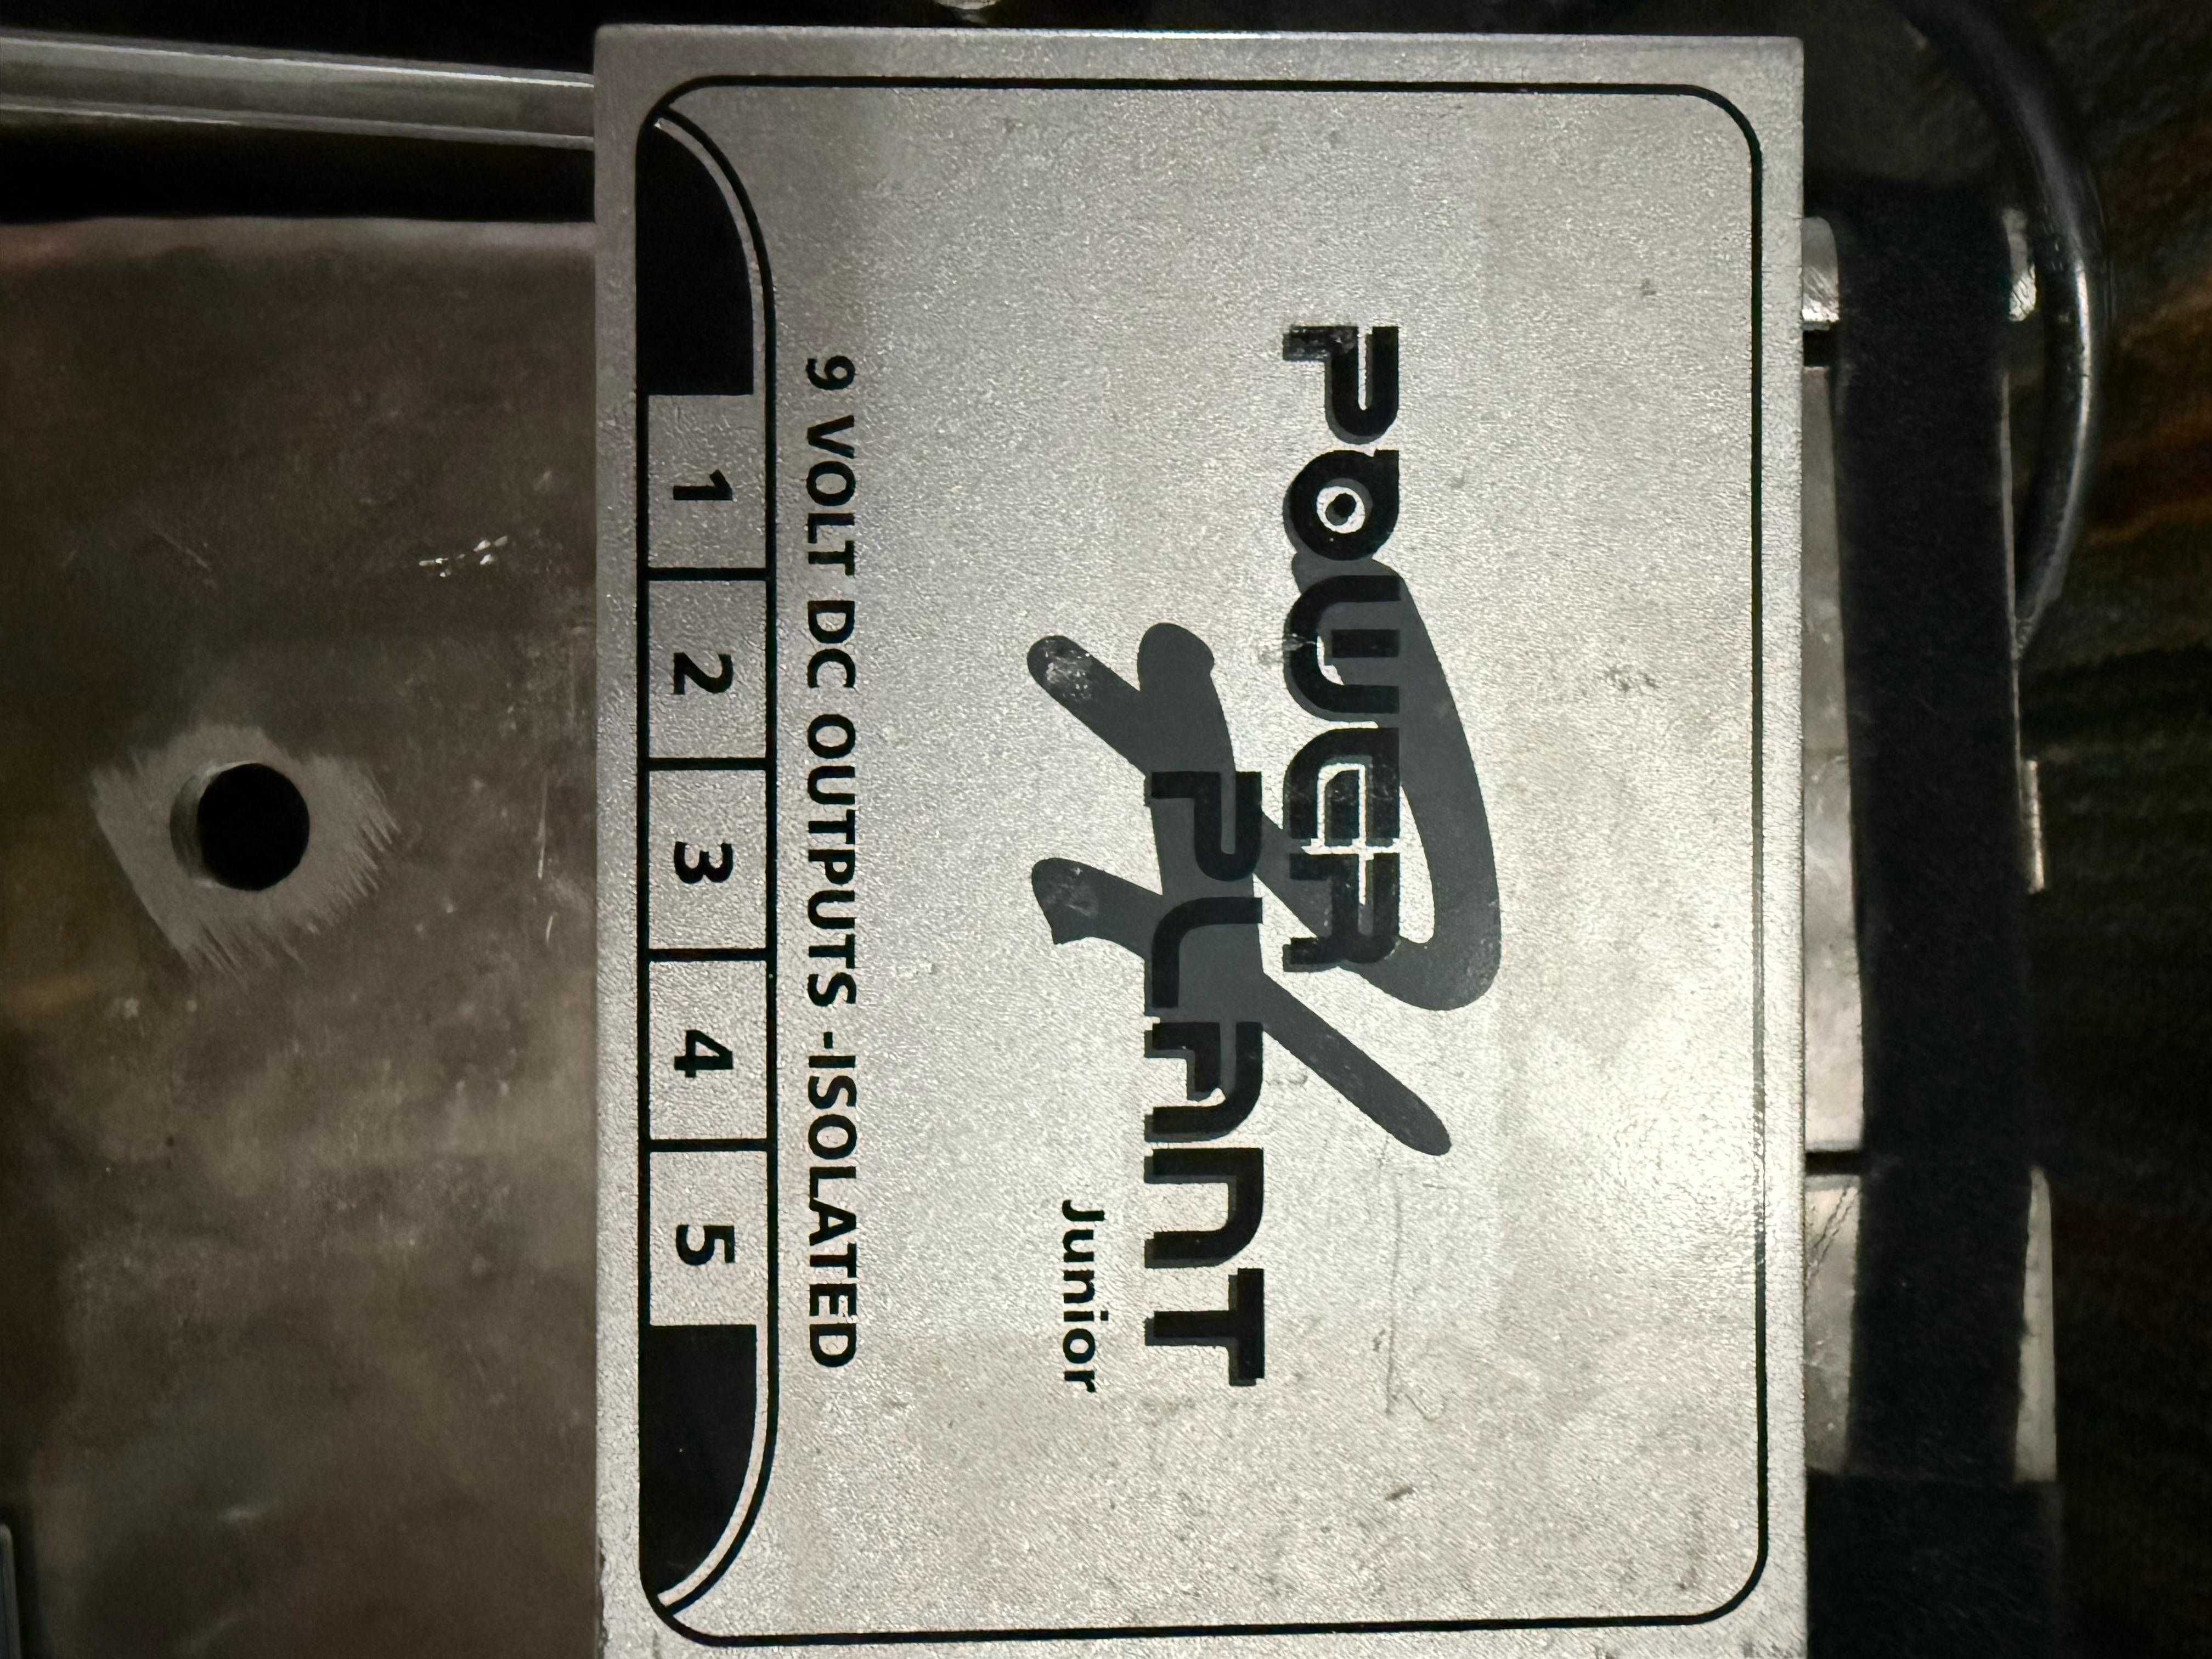 POWER
PLANT
Junior
9 VOLT DC OUTPUTS -ISOLATED
1 2 3 4 5